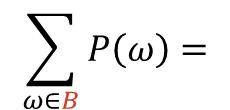 ∑ P(ω) =
ω∈B